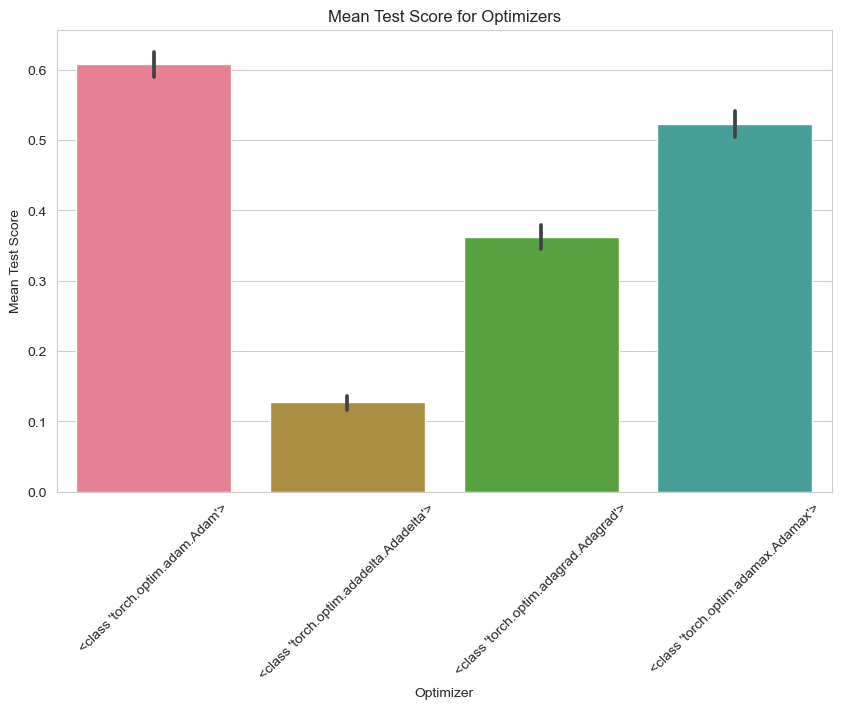 Mean Test Score for Optimizers
Mean Test Score
0.6
0.5
0.4
0.3
0.2
0.1
0.0
<class 'torch.optim.adam.Adam'>
<class 'torch.optim.adadelta.Adadelta'>
<class 'torch.optim.adagrad.Adagrad'>
<class 'torch.optim.adamax.Adamax'>
Optimizer